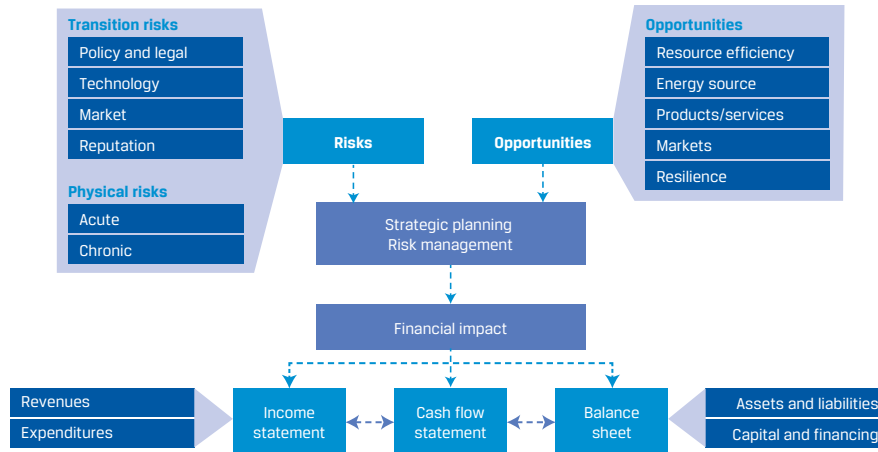 Transition risks
Policy and legal
Technology
Market
Reputation
Physical risks
Acute
Chronic
Risks
Opportunities
Opportunities
Resource efficiency
Energy source
Products/services
Markets
Resilience
Strategic planning
Risk management
Financial impact
Revenues
Expenditures
Income
statement
Cash flow
statement
Balance
sheet
Assets and liabilities
Capital and financing